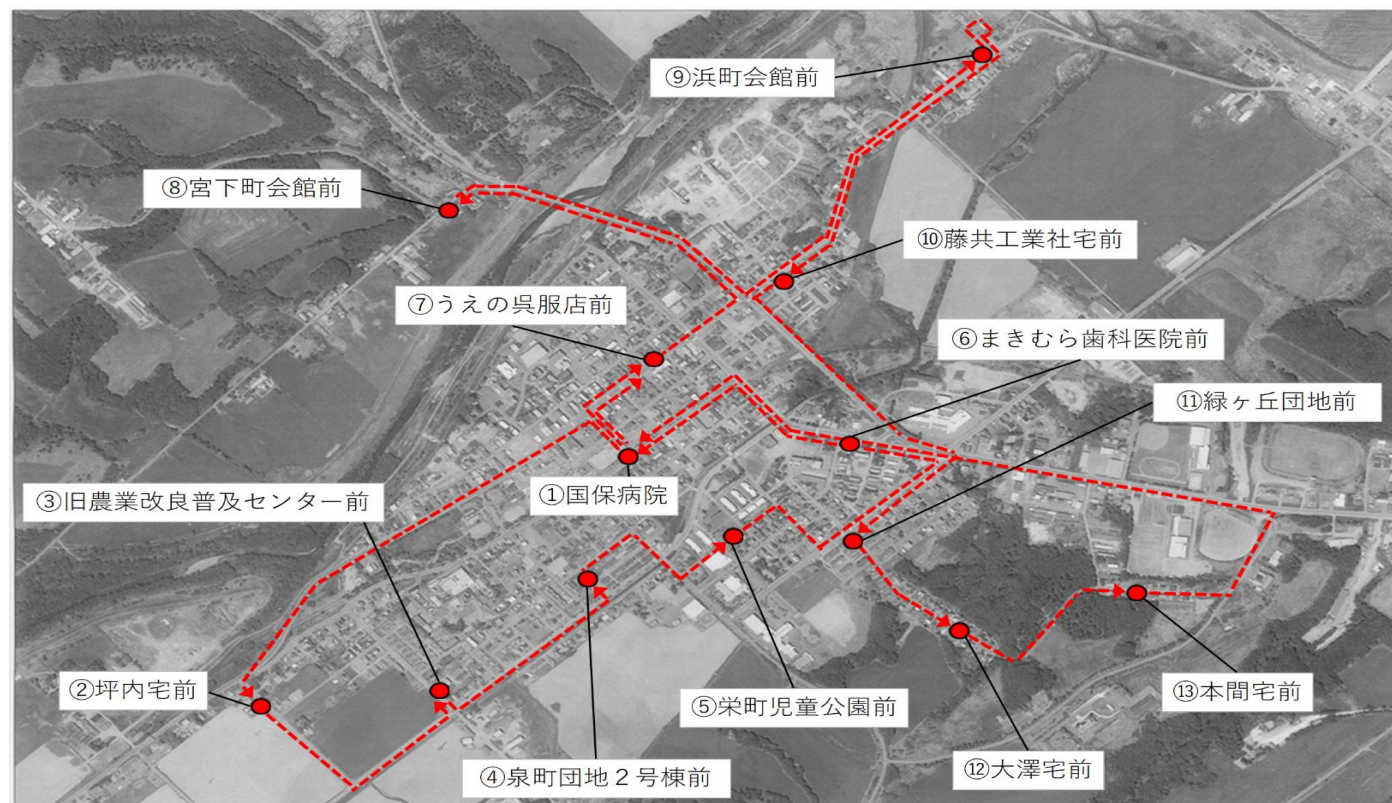 ⑨浜町会館前
⑧宮下町会館前
⑩藤共工業社宅前
⑦うえの呉服店前
⑥まきむら歯科医院前
⑪緑ヶ丘団地前
③旧農業改良普及センター前
①国保病院
②坪内宅前
⑤栄町児童公園前
⑬本間宅前
④泉町団地２号棟前
⑫大澤宅前